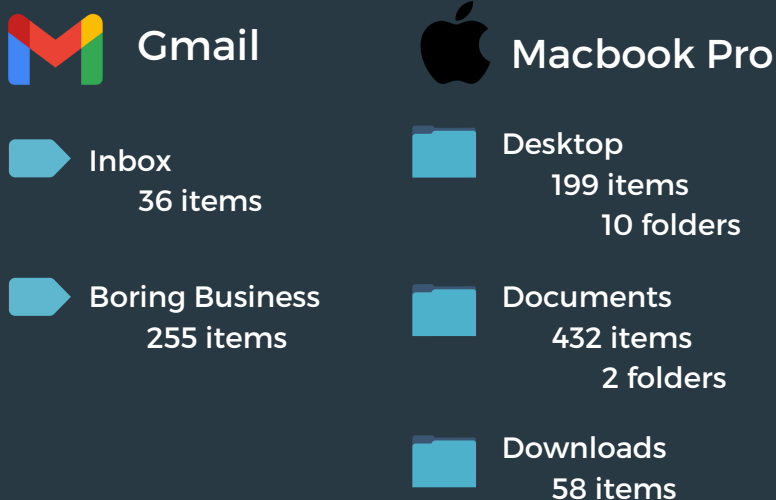 Gmail
Inbox
36 items
Boring Business
255 items
Macbook Pro
Desktop
199 items
10 folders
Documents
432 items
2 folders
Downloads
58 items